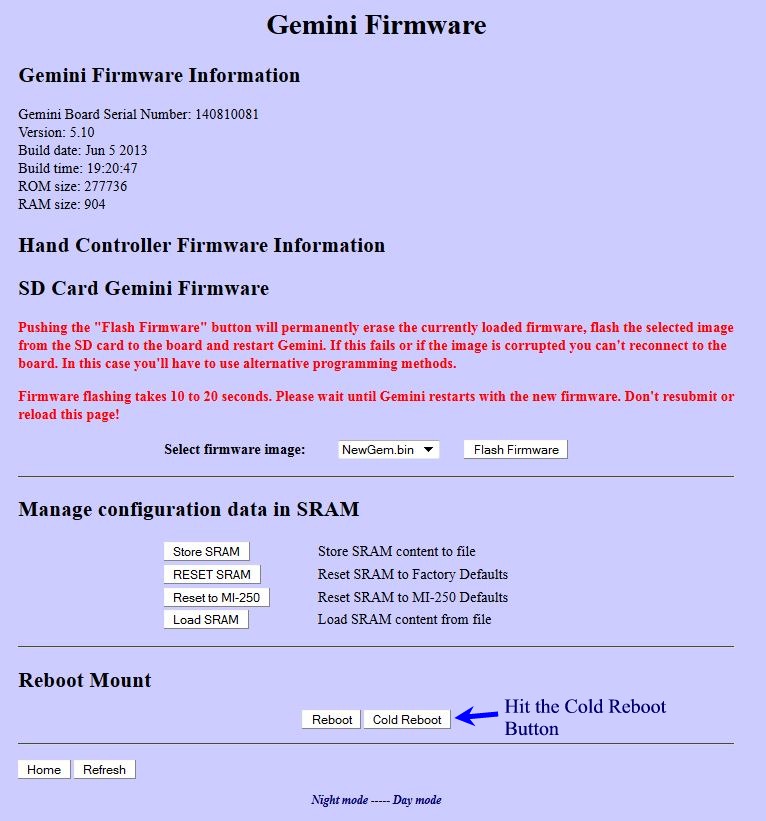 Gemini Firmware
Gemini Firmware Information
Gemini Board Serial Number: 140810081
Version: 5.10
Build date: Jun 5 2013
Build time: 19:20:47
ROM size: 277736
RAM size: 904
Hand Controller Firmware Information
SD Card Gemini Firmware
Pushing the "Flash Firmware" button will permanently erase the currently loaded firmware, flash the selected image
from the SD card to the board and restart Gemini. If this fails or if the image is corrupted you can't reconnect to the
board. In this case you'll have to use alternative programming methods.
Firmware flashing takes 10 to 20 seconds. Please wait until Gemini restarts with the new firmware. Don't resubmit or
reload this page!
Select firmware image: NewGem.bin Flash Firmware
Manage configuration data in SRAM
Store SRAM Store SRAM content to file
RESET SRAM Reset SRAM to Factory Defaults
Reset to MI-250 Reset SRAM to MI-250 Defaults
Load SRAM Load SRAM content from file
Reboot Mount
Reboot Cold Reboot Hit the Cold Reboot
Button
Home Refresh
Night mode ----- Day mode